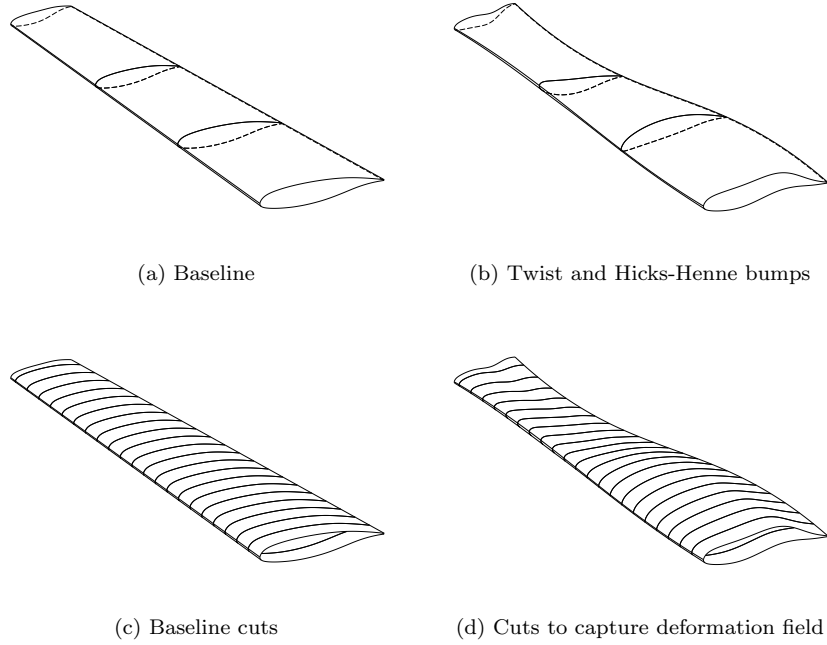 (a) Baseline
(b) Twist and Hicks-Henne bumps
(c) Baseline cuts
(d) Cuts to capture deformation field